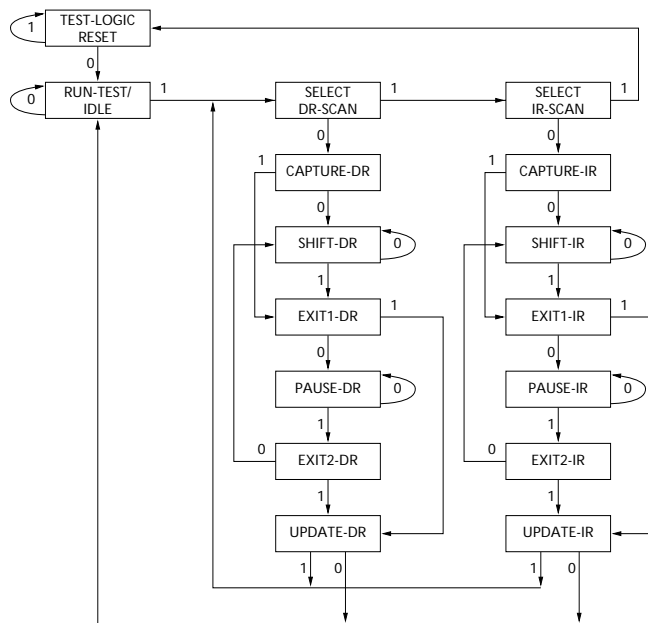 TEST-LOGIC
RESET
1
0
RUN-TEST/
IDLE
0
1
SELECT
DR-SCAN
1
SELECT
IR-SCAN
1
0
0
1
CAPTURE-DR
1
CAPTURE-IR
0
0
SHIFT-DR
0
SHIFT-IR
0
1
1
EXIT1-DR
1
EXIT1-IR
1
0
0
PAUSE-DR
0
PAUSE-IR
0
1
1
0
EXIT2-DR
0
EXIT2-IR
1
1
UPDATE-DR
UPDATE-IR
1
0
1
0